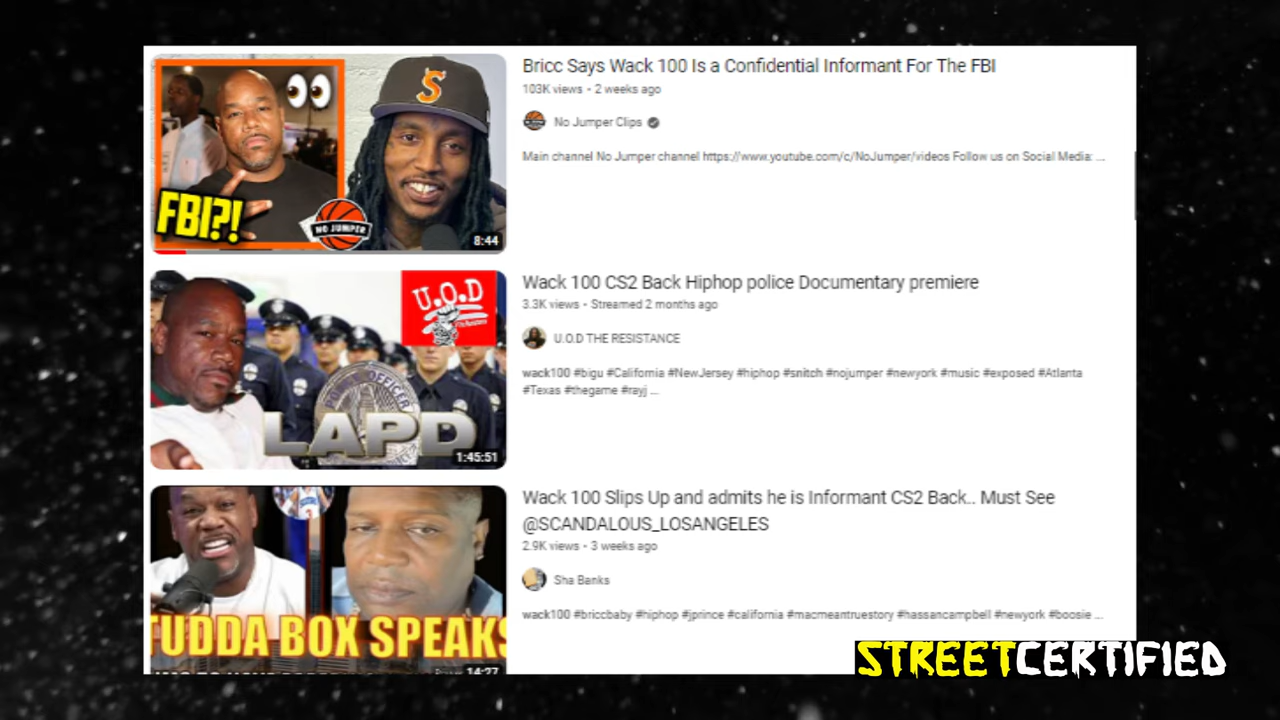 Bricc Says Wack 100 Is a Confidential Informant For The FBI
103K views • 2 weeks ago
No Jumper Clips
Main channel No Jumper channel https://www.youtube.com/c/NoJumper/videos Follow us on Social Media: ...
S
FBI?!
NO JUMPER
8:44
Wack 100 CS2 Back Hiphop police Documentary premiere
3.3K views • Streamed 2 months ago
U.O.D THE RESISTANCE
wack100 #bigu #California #NewJersey #hiphop #snitch #nojumper #newyork #music #exposed #Atlanta
#Texas #thegame #rayj ...
U.O.D
OFFICER
LAPD
1:45:51
Wack 100 Slips Up and admits he is Informant CS2 Back.. Must See
@SCANDALOUS_LOSANGELES
2.9K views • 3 weeks ago
Sha Banks
wack100 #briccbaby #hiphop #jprince #california #macmeantruestory #hassancampbell #newyork #boosie ...
3
TUDDA BOX SPEAKS
14:27
STREETCERTIFIED